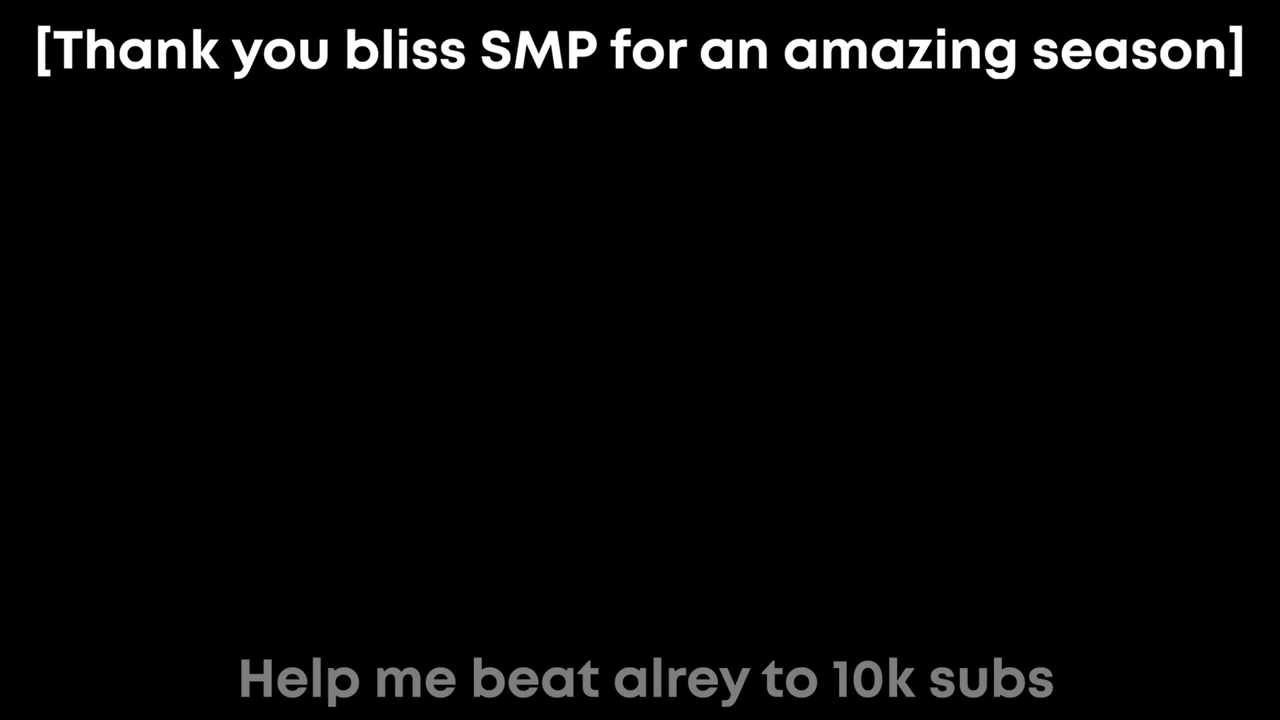 [Thank you bliss SMP for an amazing season]
Help me beat alrey to 10k subs